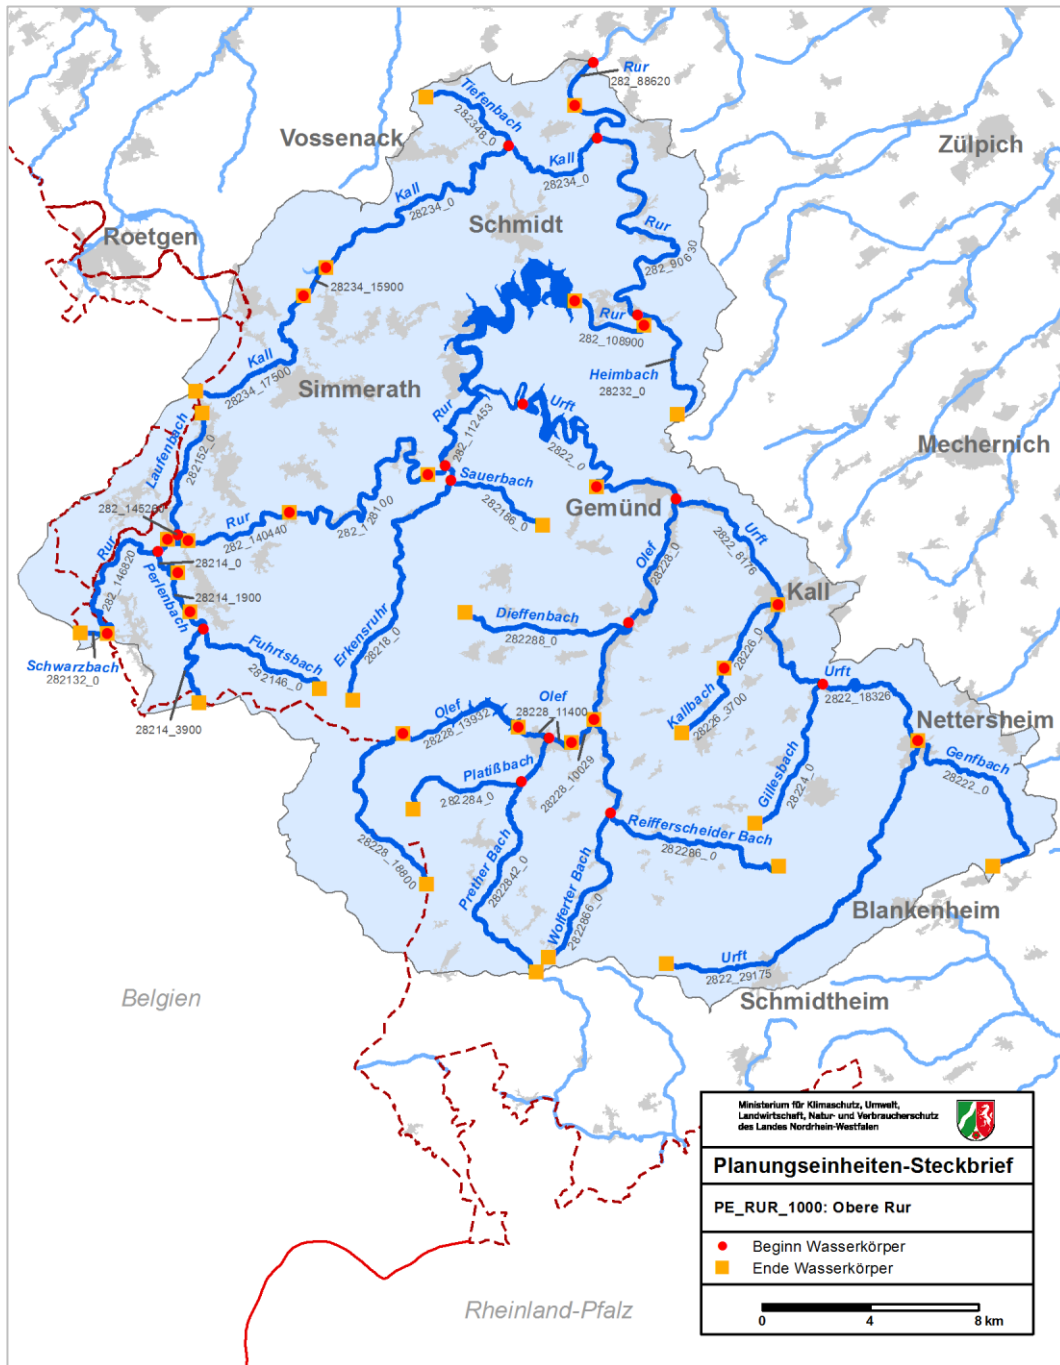 Rur
282_88620
Tiefenbach
282348_0
Vossenack
Zülpich
Kall
28234_0
Kall
28234_0
Schmidt
Rur
282_90630
Roetgen
28234_15900
Rur
282_108900
Heimbach
28232_0
Kall
28234_17500
Simmerath
Rur
282_112453
Urft
2822_0
Mechernich
Laufenbach
282152_0
Sauerbach
282186_0
Gemünd
282_145260
Rur
282_140440
282_128100
Urft
2822_8176
Olef
28228_0
Rur
282_146820
28214_0
28214_1900
Perlenbach
Kall
Dieffenbach
282288_0
28226_0
Schwarzbach
282132_0
Fuhrtsbach
282146_0
Erkensruhr
28218_0
Urft
2822_18326
Kallbach
28226_3700
28214_3900
Olef
28228_13932
Olef
28228_11400
Nettersheim
Genfbach
28222_0
Platißbach
282284_0
28228_10029
Gillesbach
28224_0
28228_18800
Prether Bach
2822842_0
Wolferter Bach
2822866_0
Reifferscheider Bach
282286_0
Blankenheim
Urft
2822_29175
Schmidtheim
Belgien
Rheinland-Pfalz
Ministerium für Klimaschutz, Umwelt,
Landwirtschaft, Natur- und Verbraucherschutz
des Landes Nordrhein-Westfalen
Planungseinheiten-Steckbrief
PE_RUR_1000: Obere Rur
Beginn Wasserkörper
Ende Wasserkörper
0 4 8 km